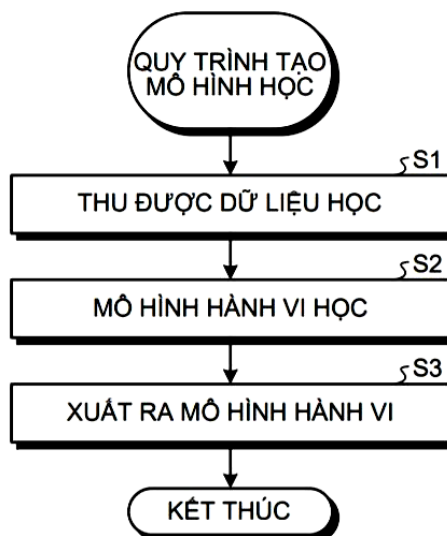 QUY TRÌNH TẠO
MÔ HÌNH HỌC
S1
THU ĐƯỢC DỮ LIỆU HỌC
S2
MÔ HÌNH HÀNH VI HỌC
S3
XUẤT RA MÔ HÌNH HÀNH VI
KẾT THÚC